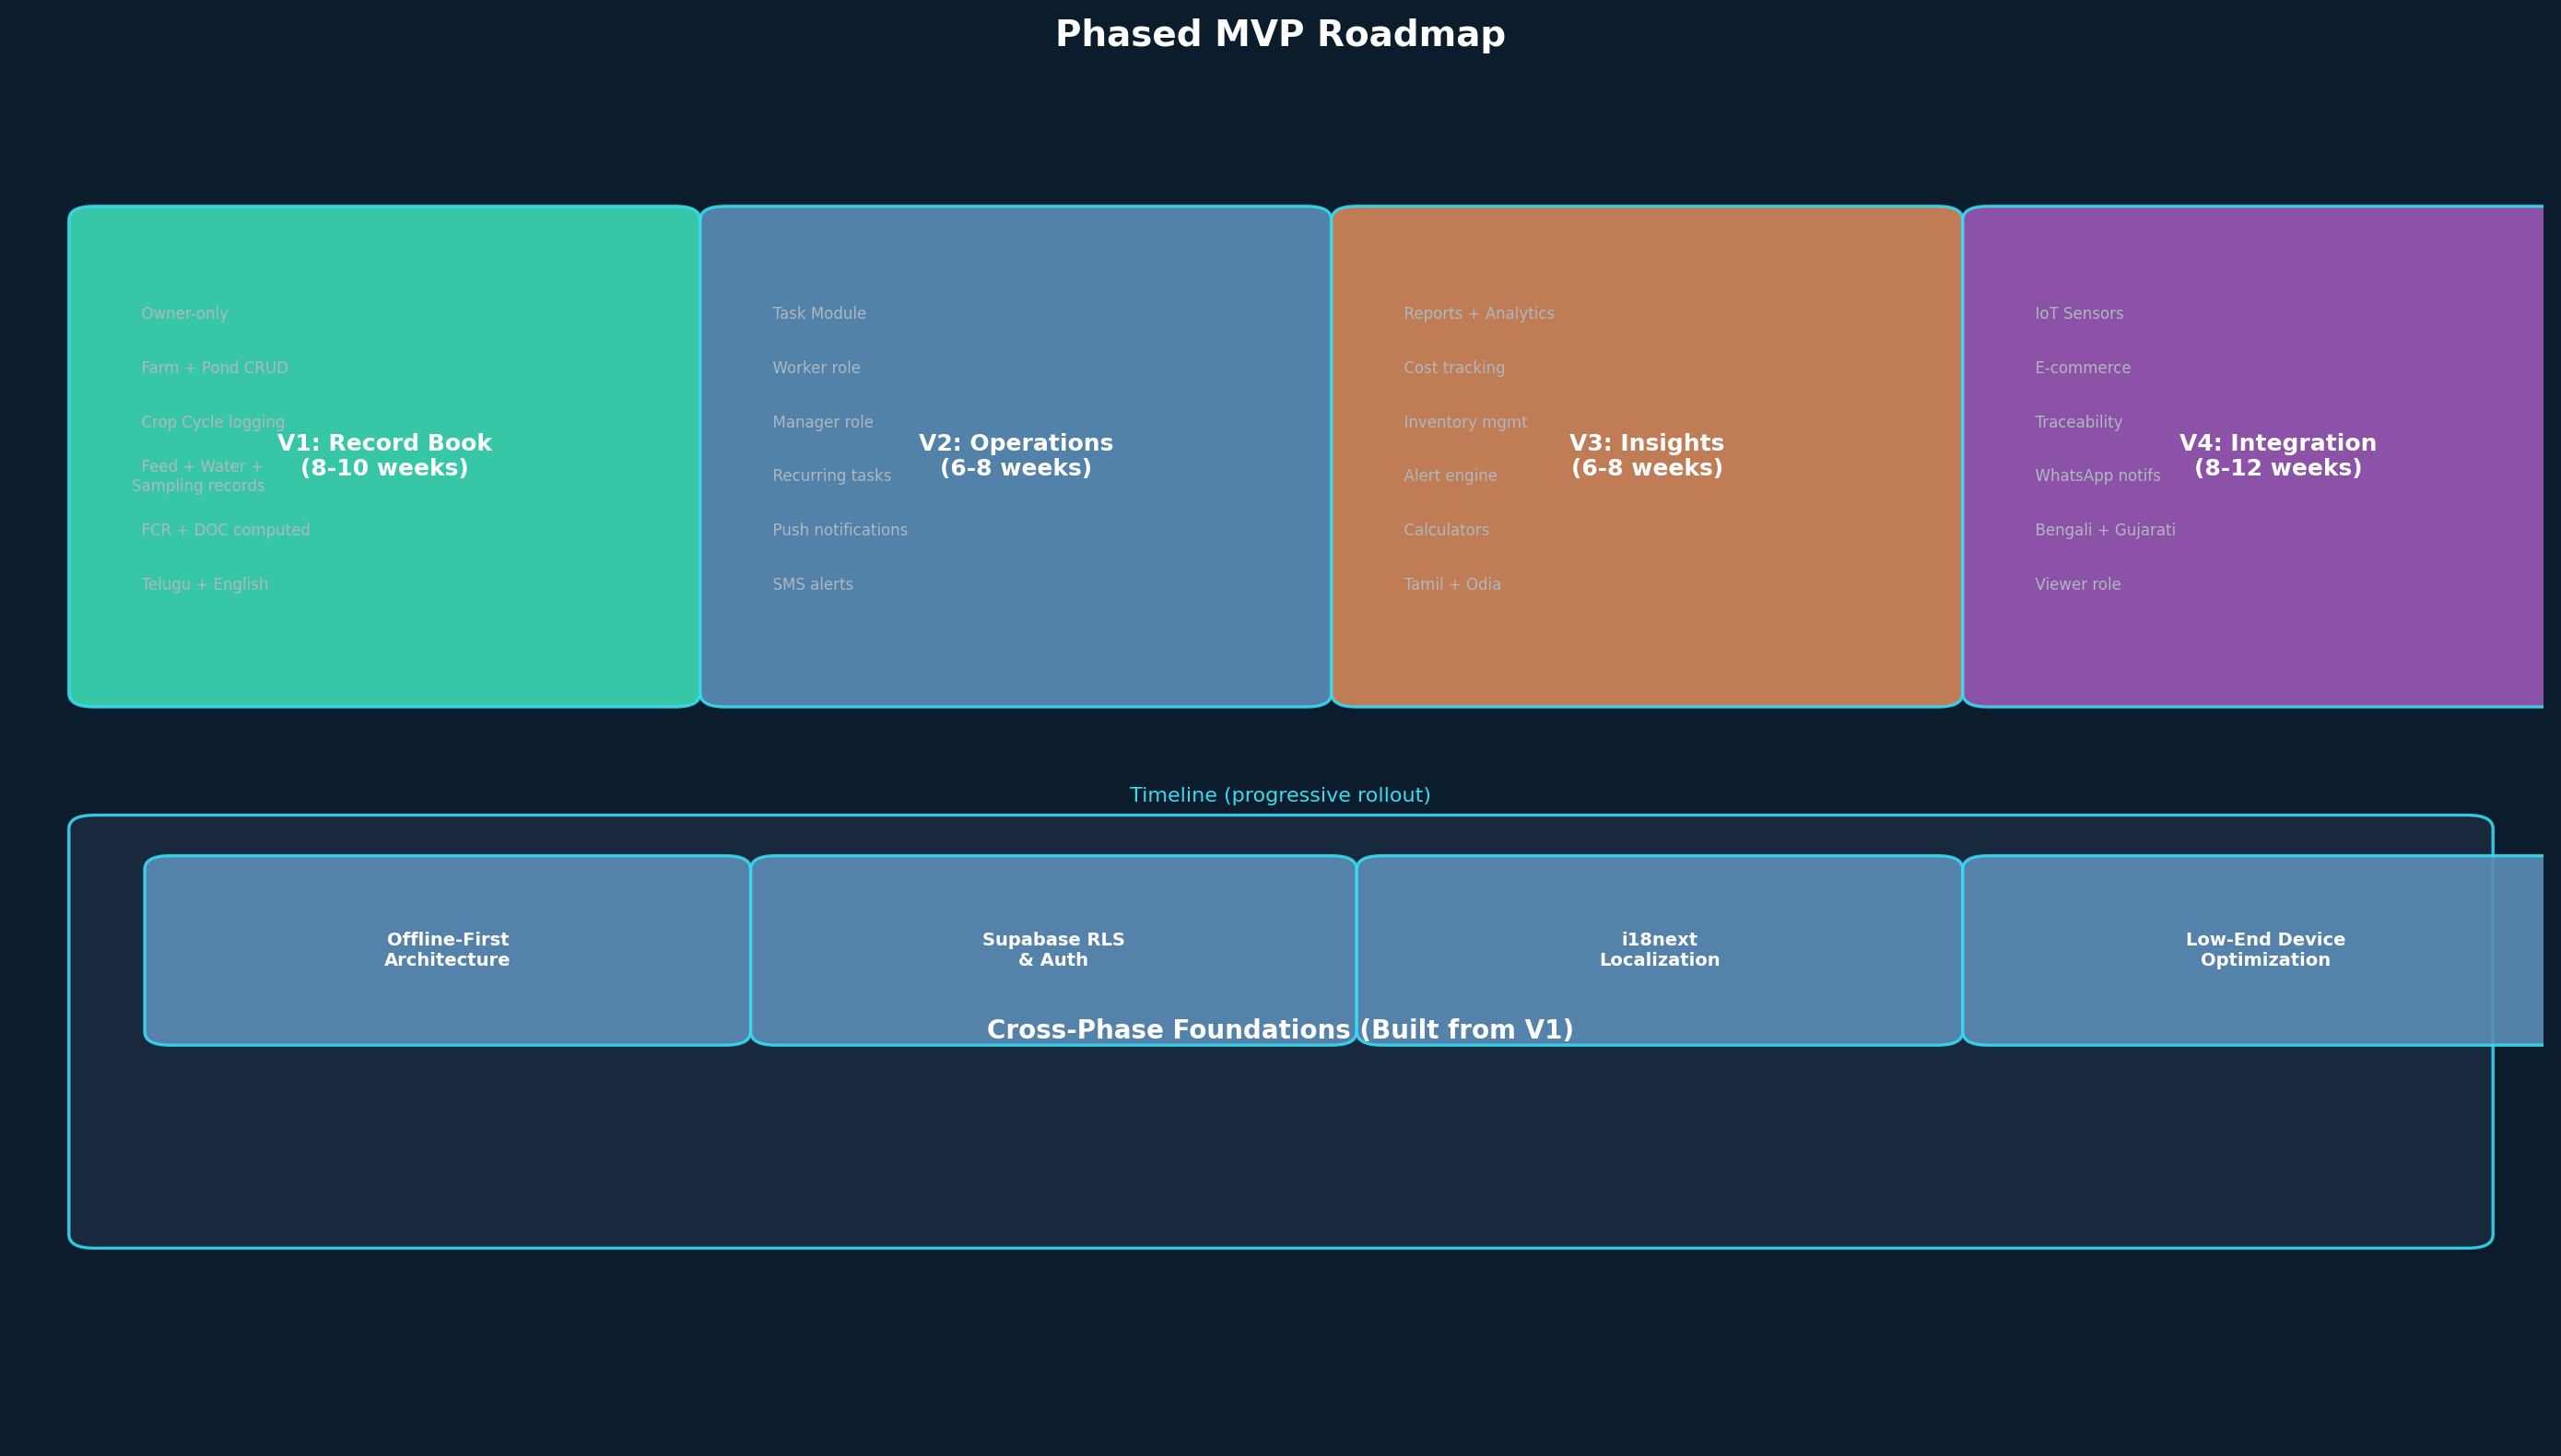 Phased MVP Roadmap
Owner-only
Farm + Pond CRUD
Crop Cycle logging
V1: Record Book
(8-10 weeks)
Feed + Water +
Sampling records
FCR + DOC computed
Telugu + English
Task Module
Worker role
Manager role
V2: Operations
(6-8 weeks)
Recurring tasks
Push notifications
SMS alerts
Reports + Analytics
Cost tracking
Inventory mgmt
V3: Insights
(6-8 weeks)
Alert engine
Calculators
Tamil + Odia
IoT Sensors
E-commerce
Traceability
V4: Integration
(8-12 weeks)
WhatsApp notifs
Bengali + Gujarati
Viewer role
Timeline (progressive rollout)
Offline-First
Architecture
Supabase RLS
& Auth
i18next
Localization
Low-End Device
Optimization
Cross-Phase Foundations (Built from V1)